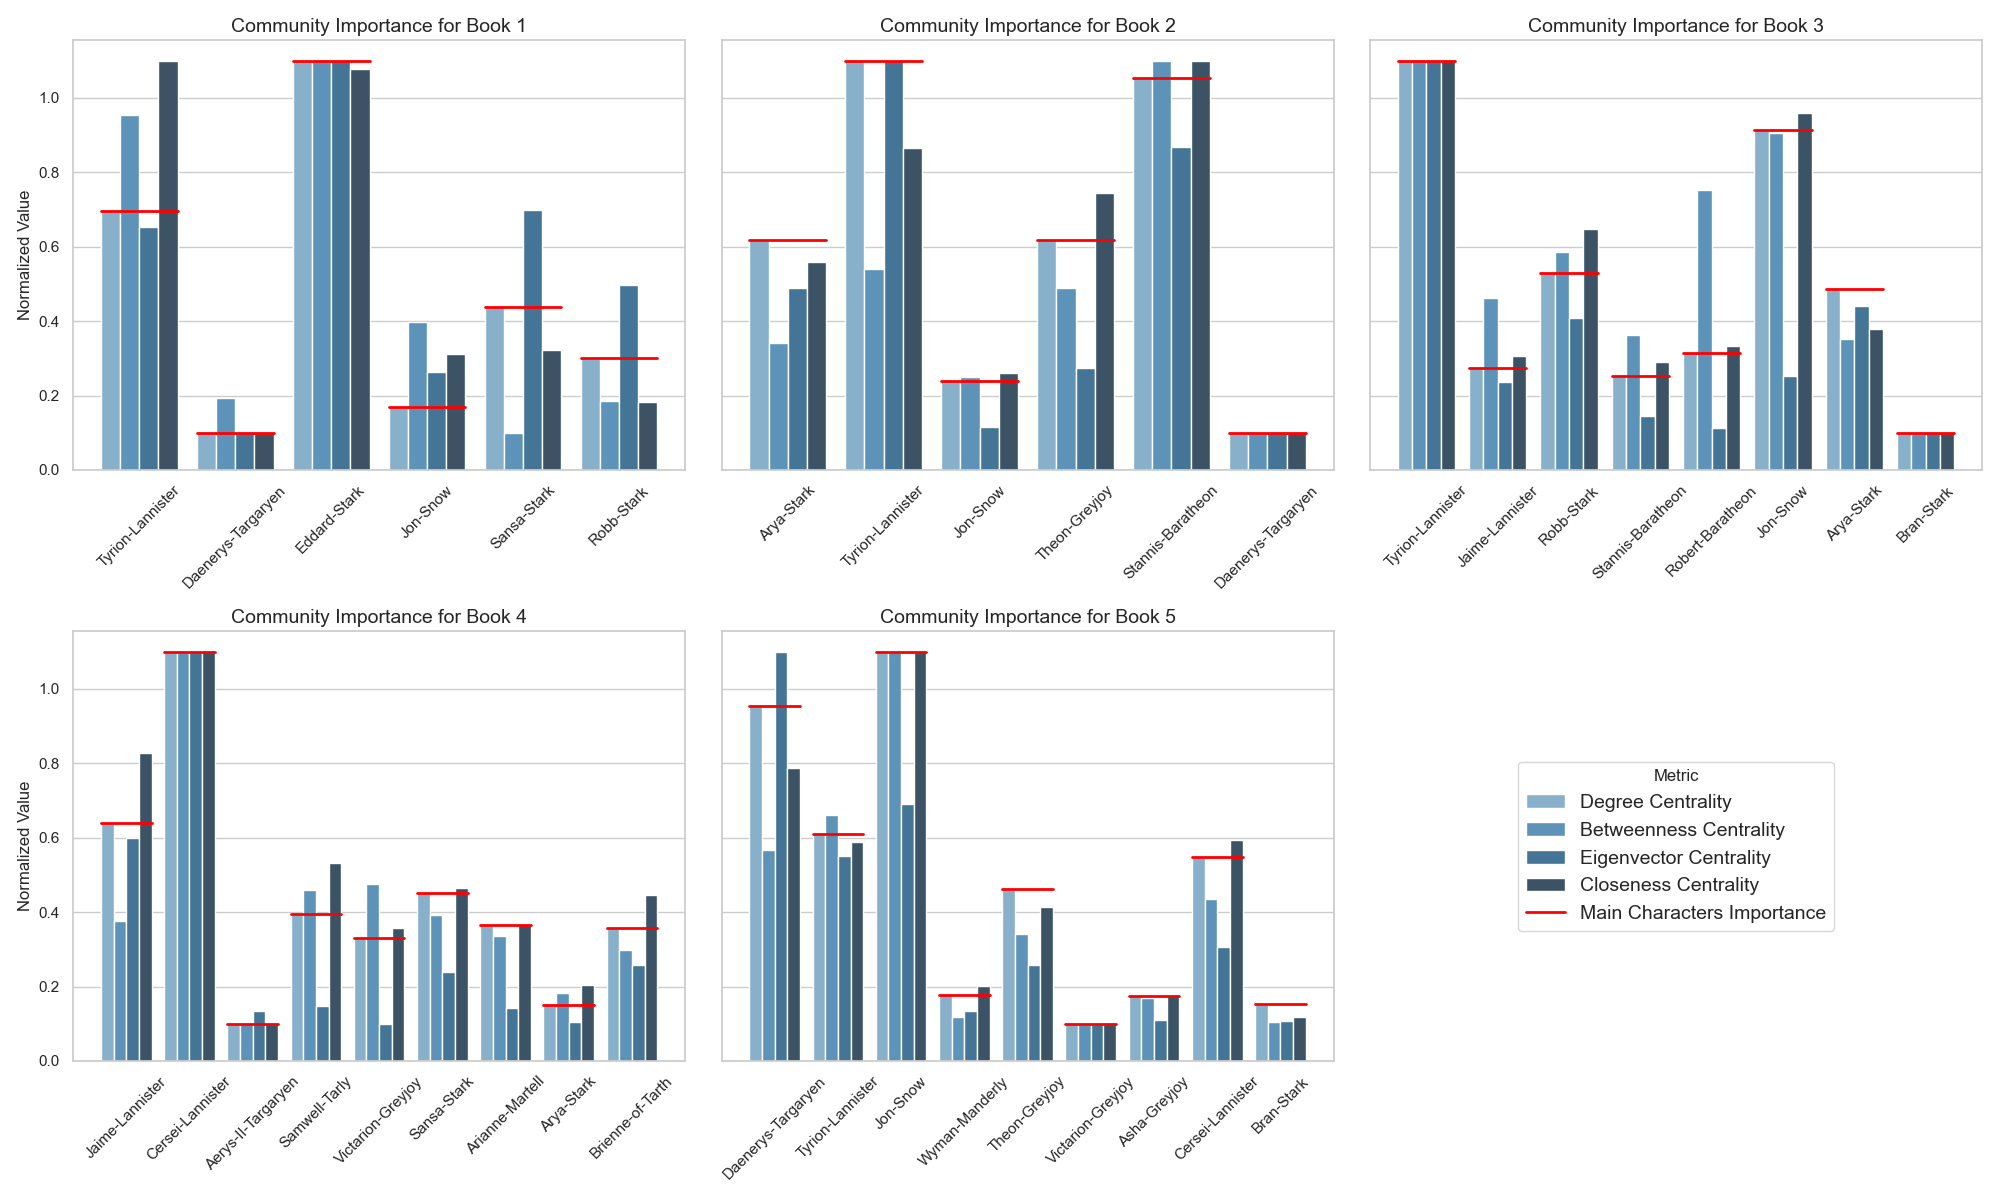 Community Importance for Book 1
Community Importance for Book 2
Community Importance for Book 3
Normalized Value
1.0
0.8
0.6
0.4
0.2
0.0
Tyrion-Lannister
Daenerys-Targaryen
Eddard-Stark
Jon-Snow
Sansa-Stark
Robb-Stark
Arya-Stark
Tyrion-Lannister
Jon-Snow
Theon-Greyjoy
Stannis-Baratheon
Daenerys-Targaryen
Tyrion-Lannister
Jaime-Lannister
Robb-Stark
Stannis-Baratheon
Robert-Baratheon
Jon-Snow
Arya-Stark
Bran-Stark
Community Importance for Book 4
Community Importance for Book 5
Normalized Value
1.0
0.8
0.6
0.4
0.2
0.0
Jaime-Lannister
Cersei-Lannister
Aerys-II-Targaryen
Samwell-Tarly
Victarion-Greyjoy
Sansa-Stark
Arianne-Martell
Arya-Stark
Brienne-of-Tarth
Daenerys-Targaryen
Tyrion-Lannister
Jon-Snow
Wyman-Manderly
Theon-Greyjoy
Victarion-Greyjoy
Asha-Greyjoy
Cersei-Lannister
Bran-Stark
Metric
Degree Centrality
Betweenness Centrality
Eigenvector Centrality
Closeness Centrality
Main Characters Importance